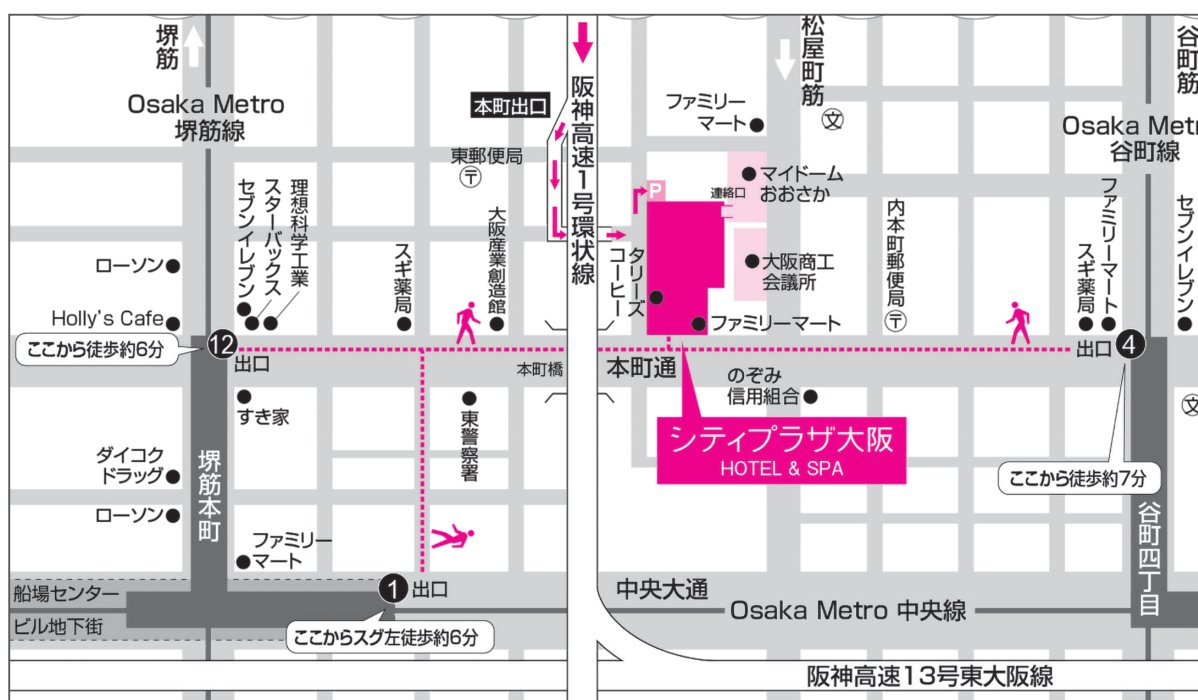 堺筋
Osaka Metro
堺筋線
本町出口
阪神高速1号環状線
東郵便局
〒
ファミリー
マート
松屋町筋
文
谷町筋
Osaka Metr
谷町線
理想科学工業
スターバックス
セブンイレブン
ローソン
Holly's Cafe
スギ薬局
大阪産業創造館
P
連絡口
マイドーム
おおさか
タリーズ
コーヒー
大阪商工
会議所
ファミリーマート
内本町郵便局
〒
ファミリーマート
スギ薬局
セブンイレブン
ここから徒歩約6分
12
出口
本町橋
本町通
出口
4
のぞみ
信用組合
すき家
東警察署
シティプラザ大阪
HOTEL & SPA
文
ここから徒歩約7分
ダイコク
ドラッグ
ローソン
堺筋本町
ファミリー
マート
谷町四丁目
船場センター
ビル地下街
1
出口
ここからスグ左徒歩約6分
中央大通
Osaka Metro 中央線
阪神高速13号東大阪線